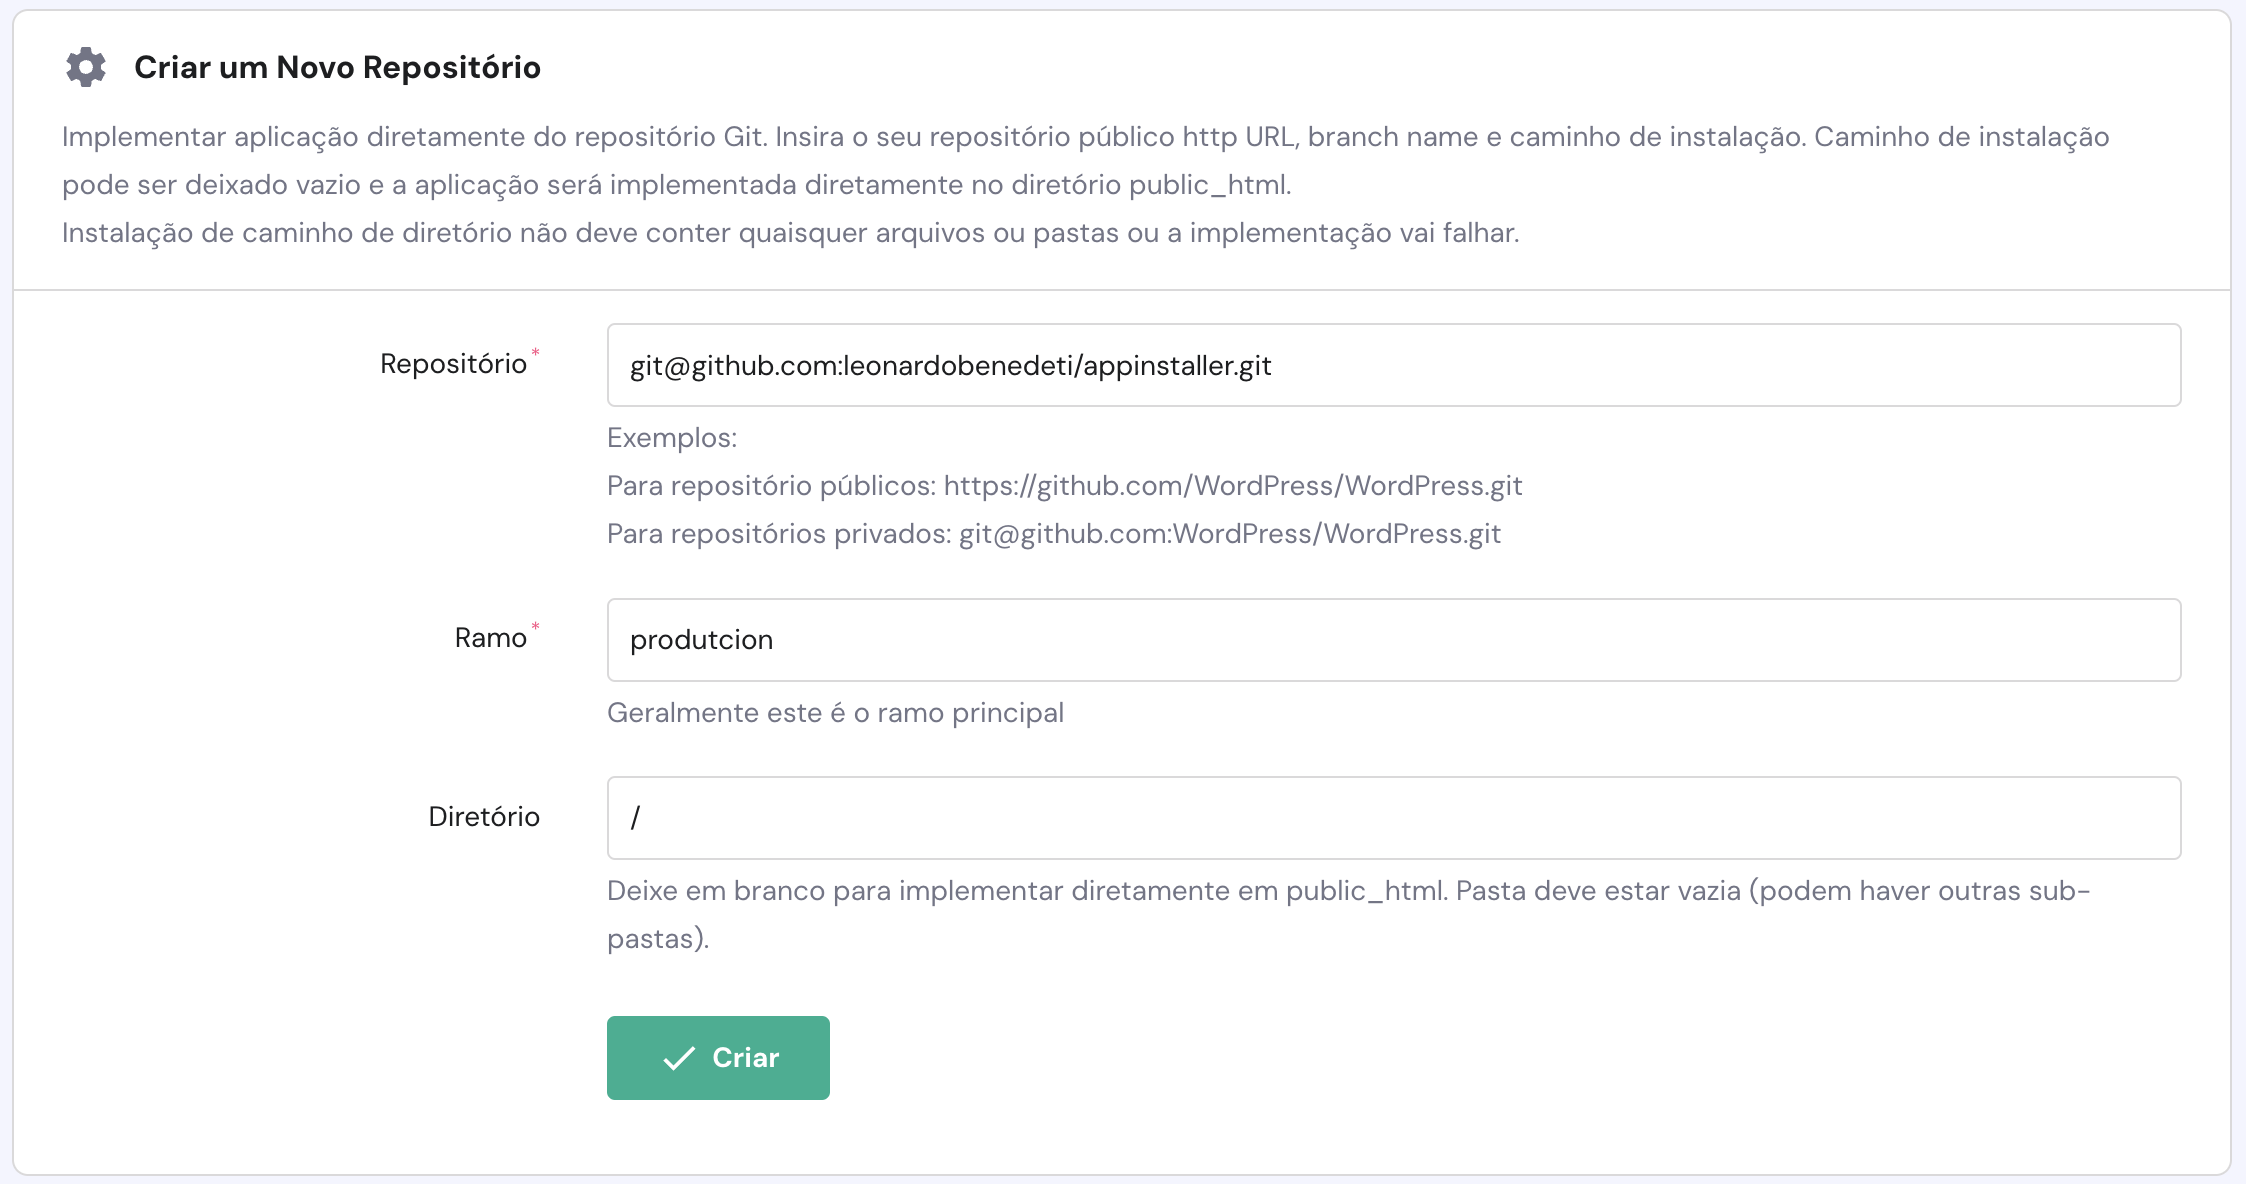 Criar um Novo Repositório
Implementar aplicação diretamente do repositório Git. Insira o seu repositório público http URL, branch name e caminho de instalação. Caminho de instalação
pode ser deixado vazio e a aplicação será implementada diretamente no diretório public_html.
Instalação de caminho de diretório não deve conter quaisquer arquivos ou pastas ou a implementação vai falhar.
Repositório*
git@github.com:leonardobenedeti/appinstaller.git
Exemplos:
Para repositório públicos: https://github.com/WordPress/WordPress.git
Para repositórios privados: git@github.com:WordPress/WordPress.git
Ramo*
produtcion
Geralmente este é o ramo principal
Diretório
/
Deixe em branco para implementar diretamente em public_html. Pasta deve estar vazia (podem haver outras sub-
pastas).
Criar